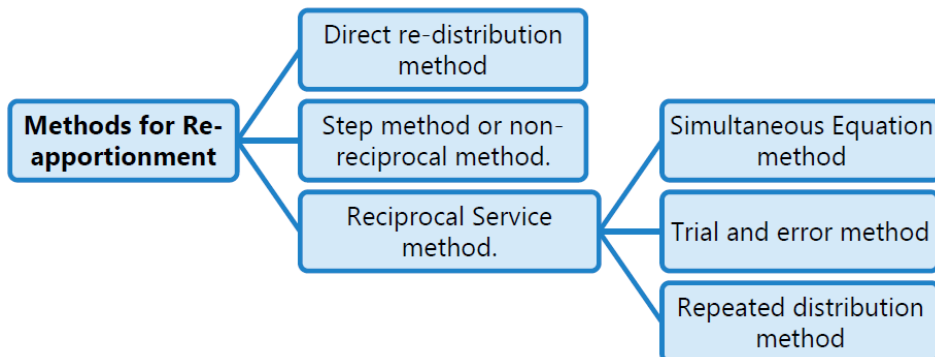 Direct re-distribution
method
Methods for Re-
apportionment
Step method or non-
reciprocal method.
Reciprocal Service
method.
Simultaneous Equation
method
Trial and error method
Repeated distribution
method